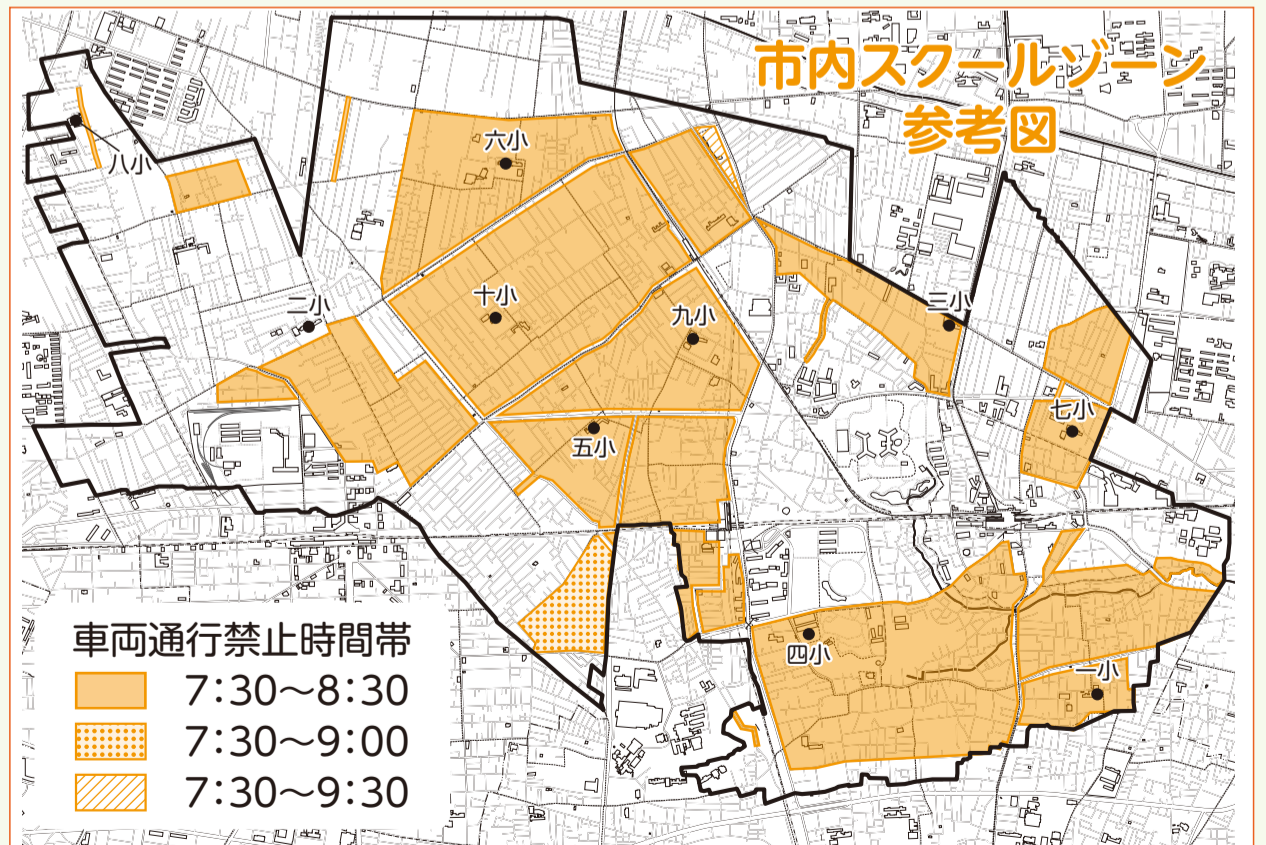 市内スクールゾーン
参考図
六小
八小
十小
二小
九小
三小
七小
五小
四小
一小
車両通行禁止時間帯
7:30〜8:30
7:30〜9:00
7:30〜9:30